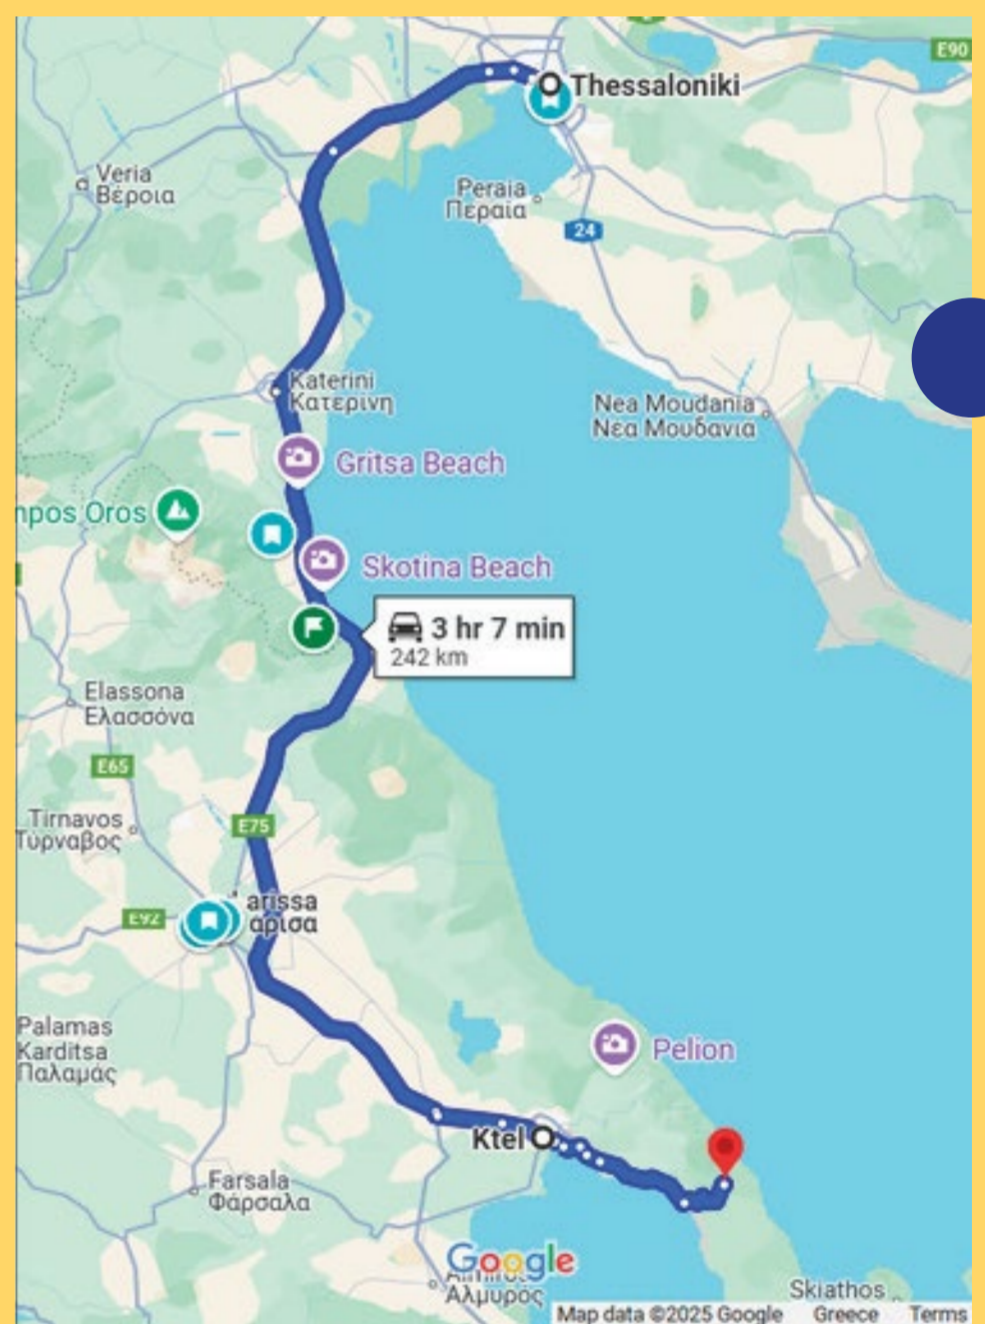 E90
Thessaloniki
Veria
Βέροια
Peraia
Περαία
24
Katerini
Κατερίνη
Nea Moudania
Νέα Μουδανιά
Gritsa Beach
mpos Oros
Skotina Beach
3 hr 7 min
242 km
Elassona
Ελασσόνα
E65
Tirnavos
Τύρναβος
E75
arissa
άρισα
E92
Palamas
Karditsa
Παλαμάς
Pelion
Ktel
Farsala
Φάρσαλα
Google
Αλμυρός
Skiathos
Map data ©2025 Google Greece Terms